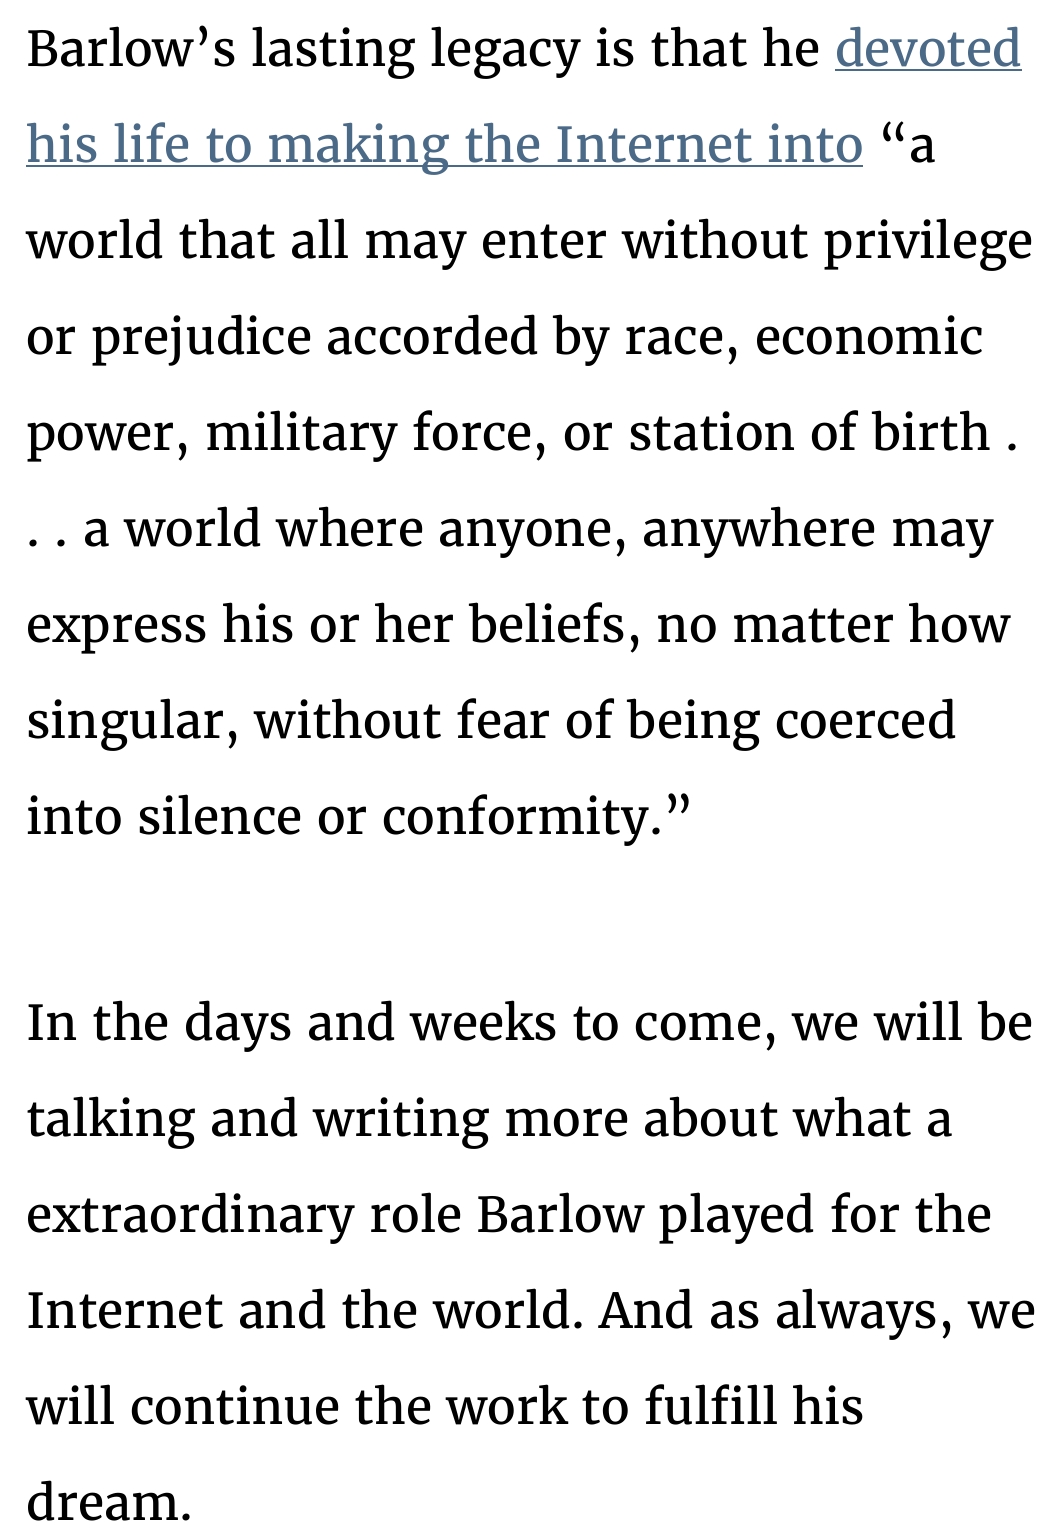 Barlow’s lasting legacy is that he devoted
his life to making the Internet into “a
world that all may enter without privilege
or prejudice accorded by race, economic
power, military force, or station of birth .
. . a world where anyone, anywhere may
express his or her beliefs, no matter how
singular, without fear of being coerced
into silence or conformity.”
In the days and weeks to come, we will be
talking and writing more about what a
extraordinary role Barlow played for the
Internet and the world. And as always, we
will continue the work to fulfill his
dream.